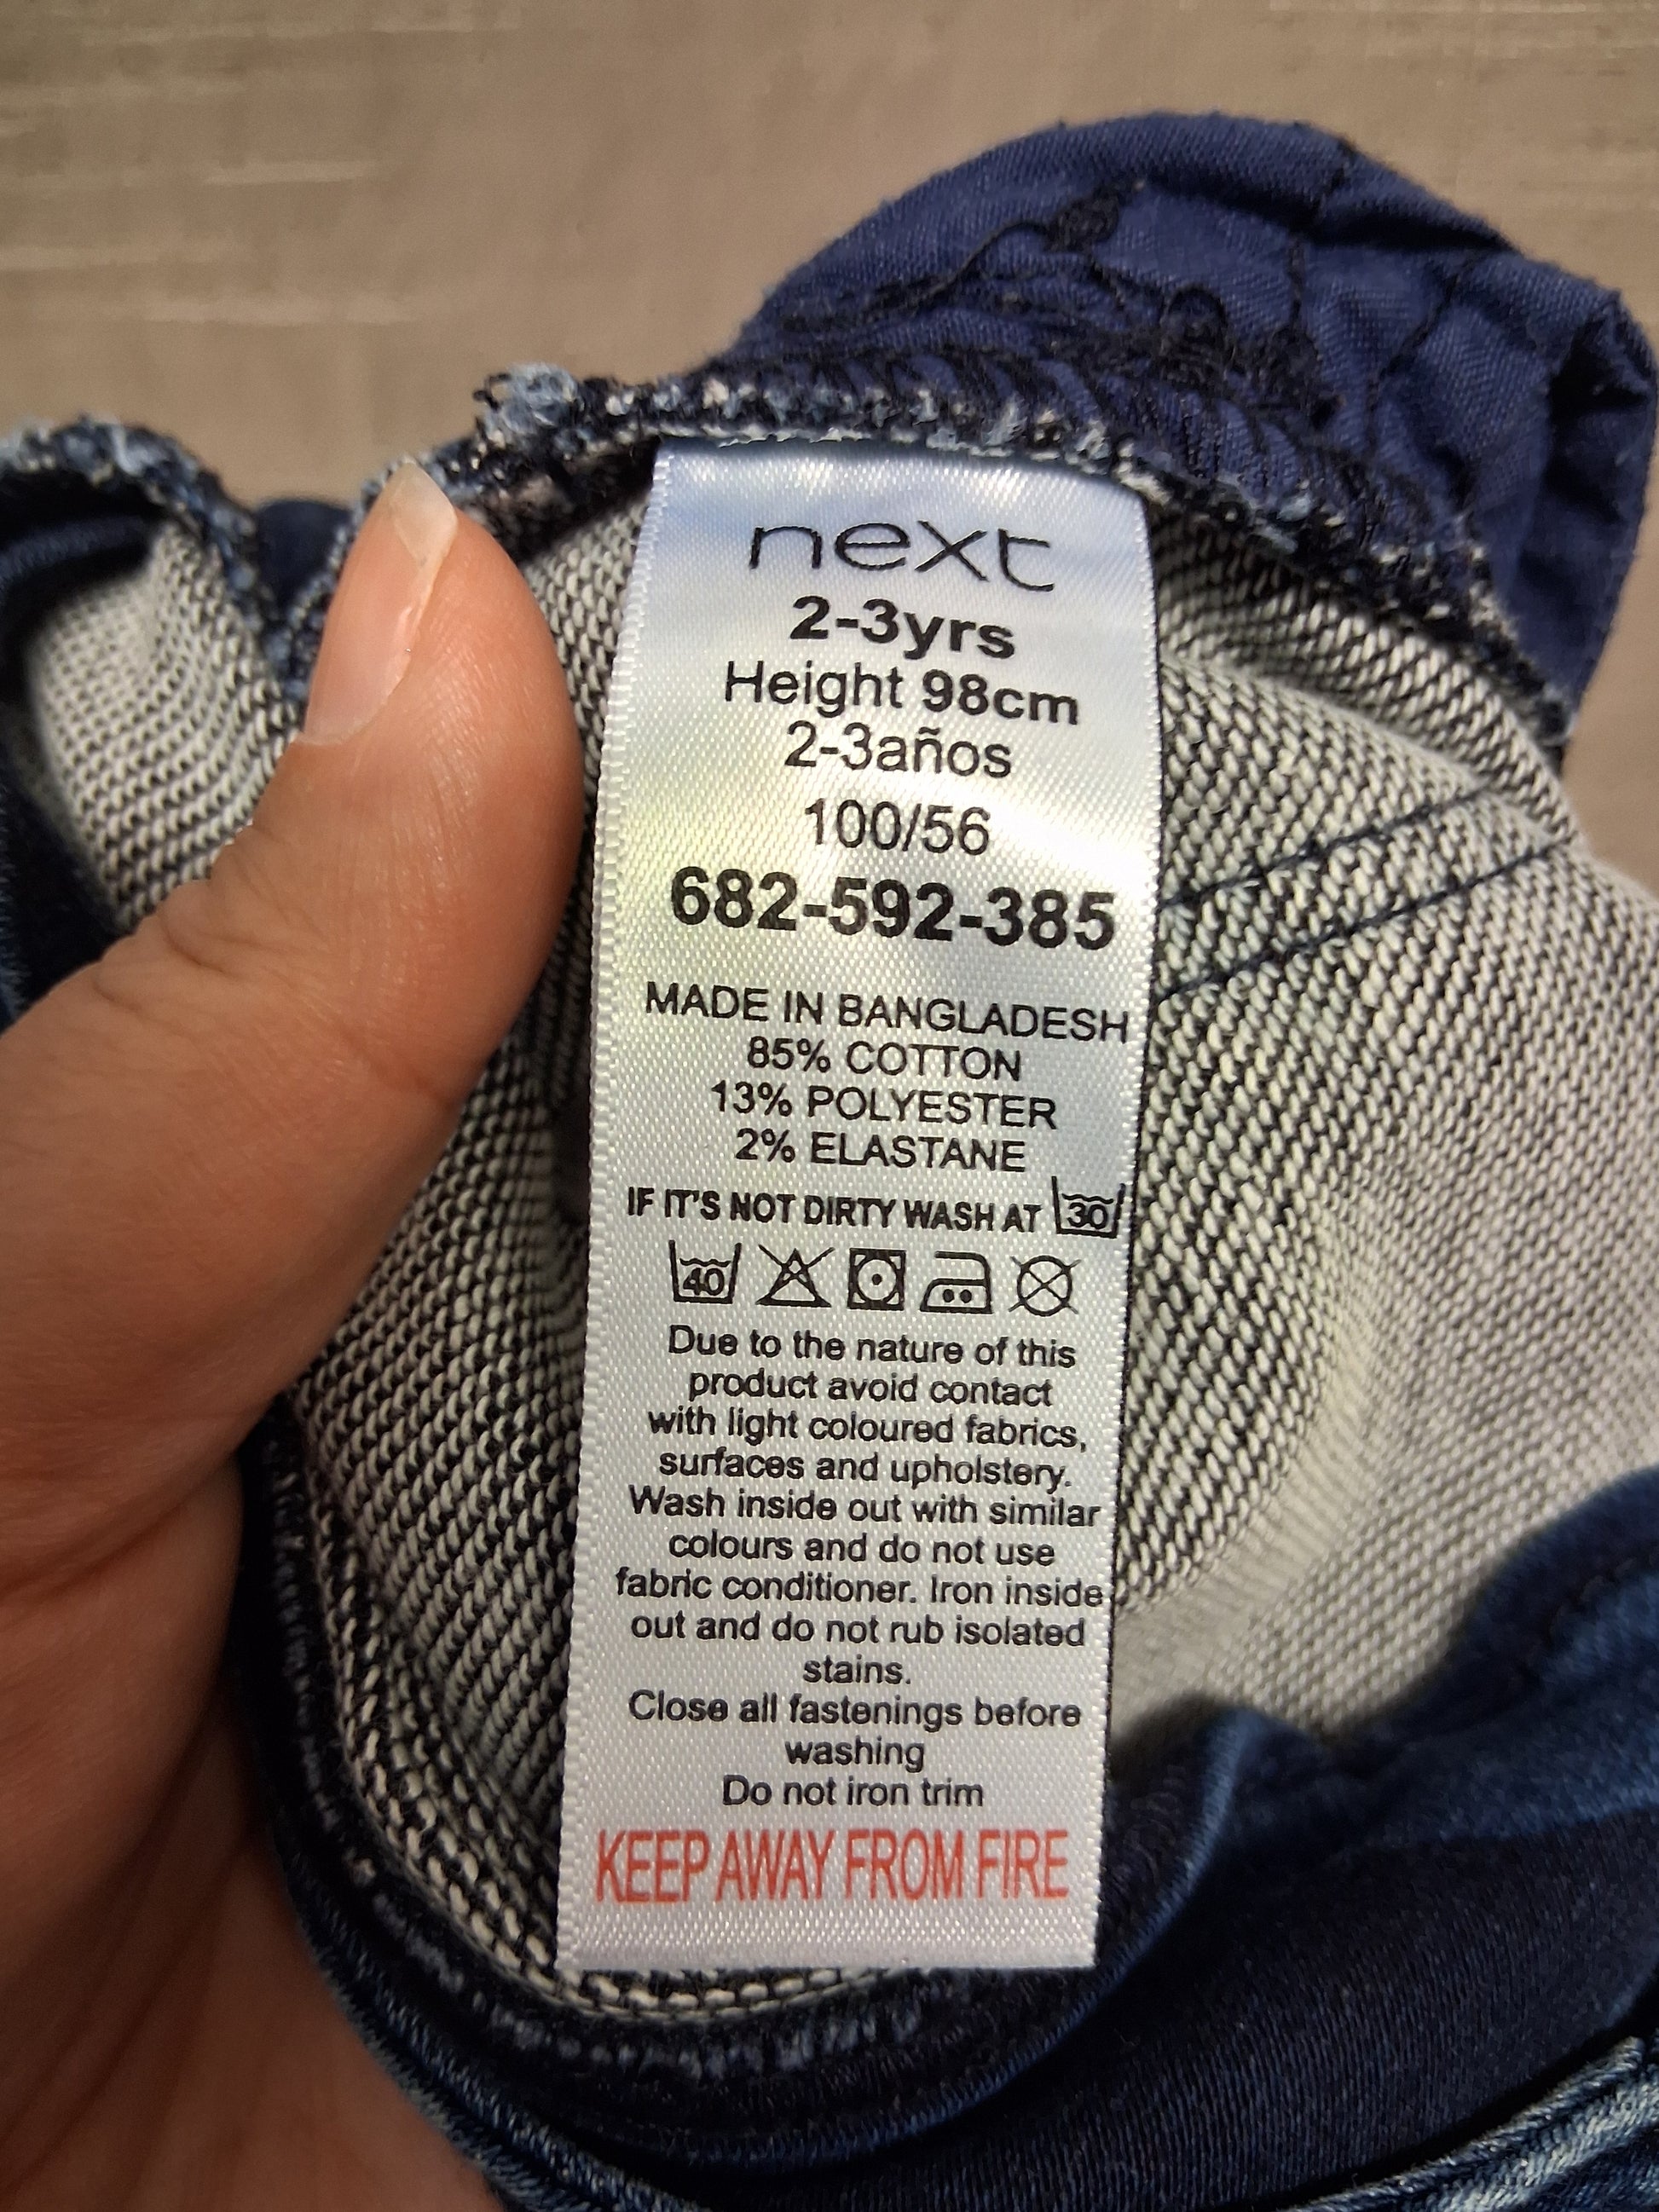 next
2-3yrs
Height 98cm
2-3años
100/56
682-592-385
MADE IN BANGLADESH
85% COTTON
13% POLYESTER
2% ELASTANE
IF IT'S NOT DIRTY WASH AT 30
40
Due to the nature of this
product avoid contact
with light coloured fabrics,
surfaces and upholstery.
Wash inside out with similar
colours and do not use
fabric conditioner. Iron inside
out and do not rub isolated
stains.
Close all fastenings before
washing
Do not iron trim
KEEP AWAY FROM FIRE